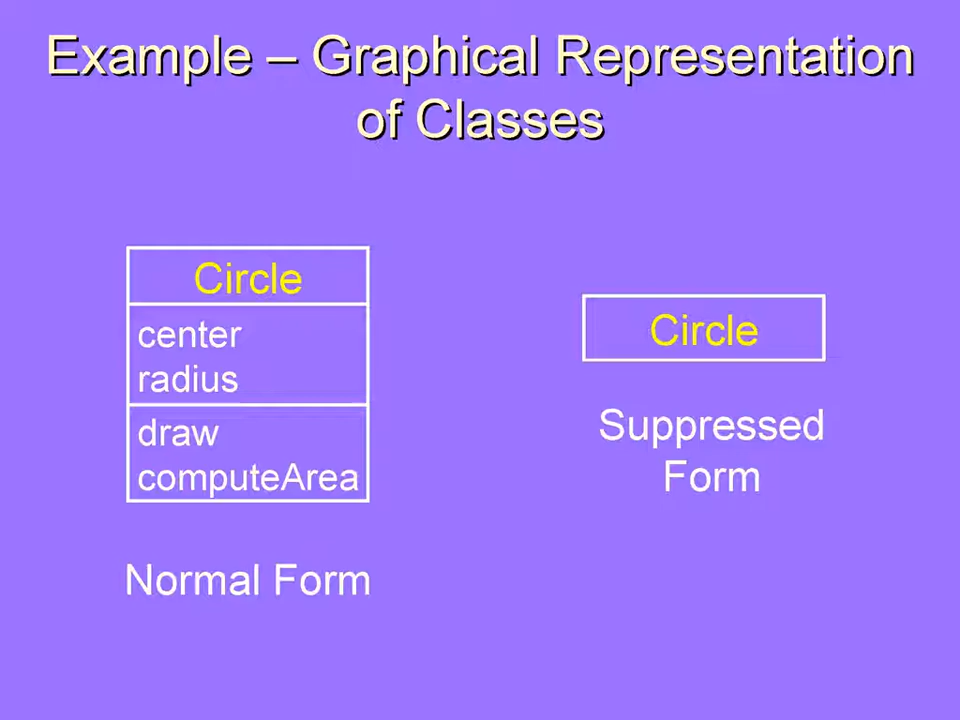 Example – Graphical Representation
of Classes
Circle
center
radius
draw
computeArea
Normal Form
Circle
Suppressed
Form